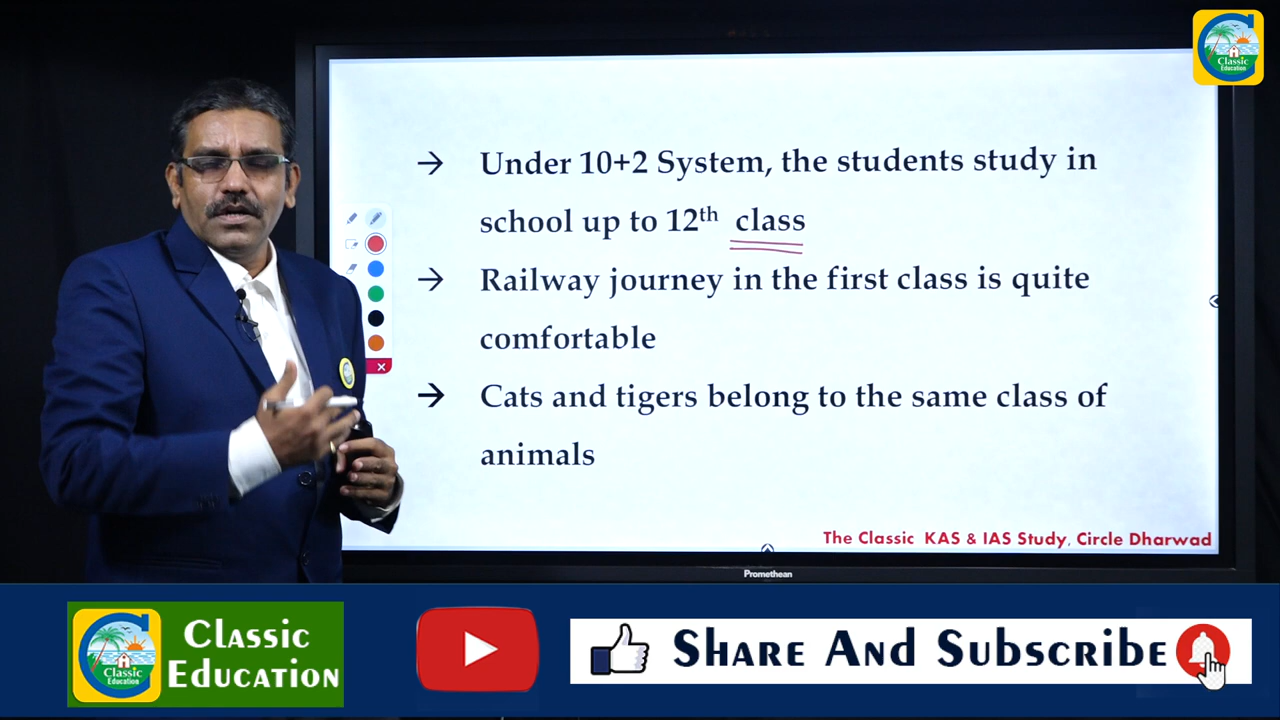 Classic
Education
→ Under 10+2 System, the students study in
school up to 12th class
→ Railway journey in the first class is quite
comfortable
→ Cats and tigers belong to the same class of
animals
The Classic KAS & IAS Study, Circle Dharwad
Promethean
Classic
Education
Classic
Education
Share And Subscribe